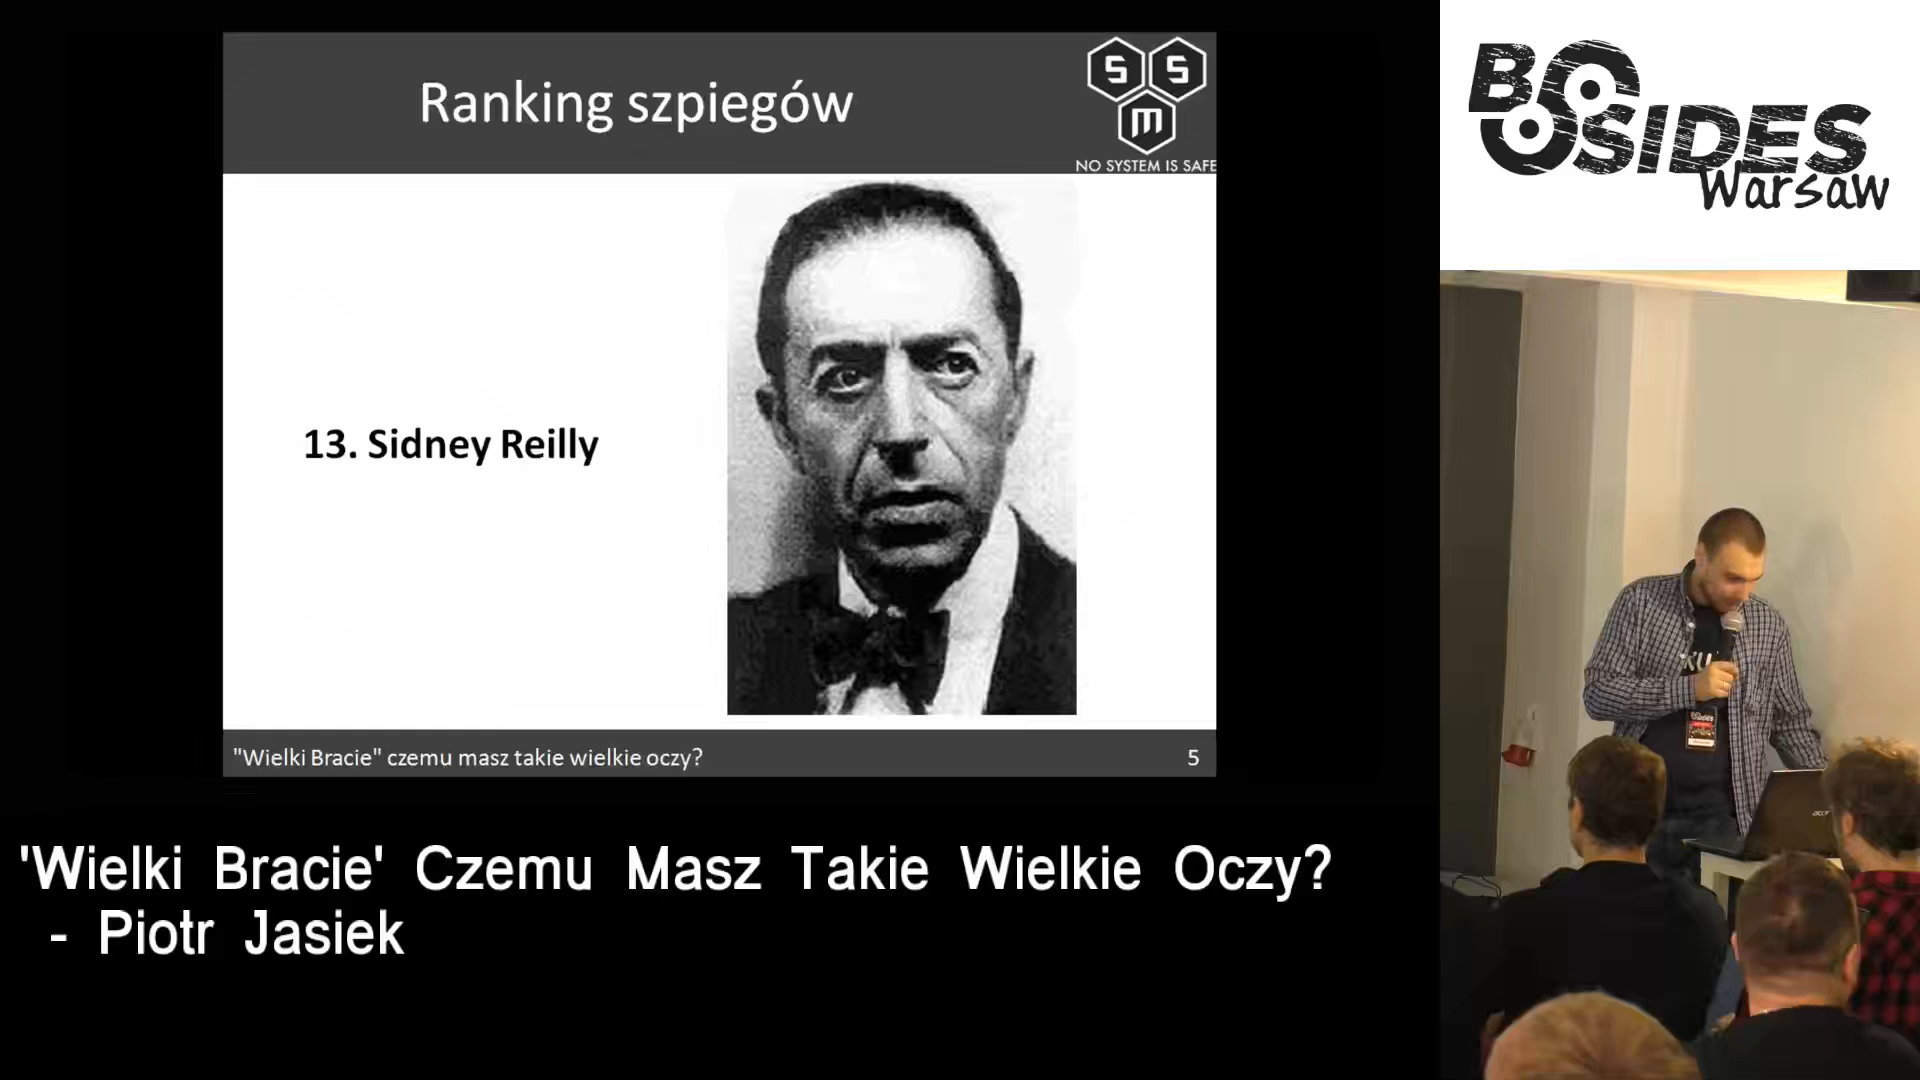 Ranking szpiegów
S S
m
NO SYSTEM IS SAFE
13. Sidney Reilly
"Wielki Bracie" czemu masz takie wielkie oczy?
5
BSIDES
Warsaw
'Wielki Bracie' Czemu Masz Takie Wielkie Oczy?
- Piotr Jasiek
acer